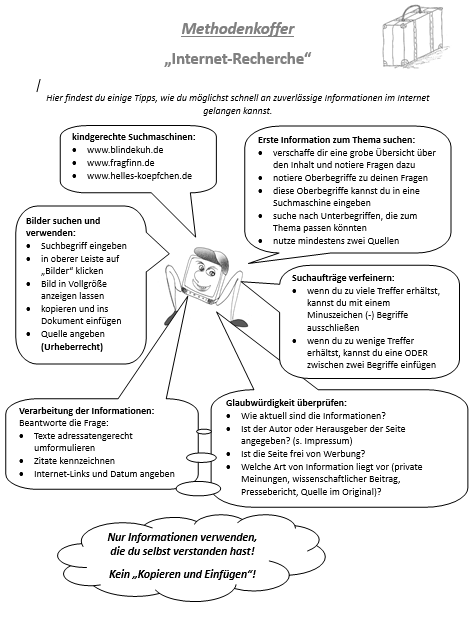 Methodenkoffer
„Internet-Recherche“
/
Hier findest du einige Tipps, wie du möglichst schnell an zuverlässige Informationen im Internet
gelangen kannst.
kindgerechte Suchmaschinen:
• www.blindekuh.de
• www.fragfinn.de
• www.helles-koepfchen.de
Erste Information zum Thema suchen:
• verschaffe dir eine grobe Übersicht über
den Inhalt und notiere Fragen dazu
• notiere Oberbegriffe zu deinen Fragen
• diese Oberbegriffe kannst du in eine
Suchmaschine eingeben
• suche nach Unterbegriffen, die zum
Thema passen könnten
• nutze mindestens zwei Quellen
Bilder suchen und
verwenden:
• Suchbegriff eingeben
• in oberer Leiste auf
„Bilder“ klicken
• Bild in Vollgröße
anzeigen lassen
• kopieren und ins
Dokument einfügen
• Quelle angeben
(Urheberrecht)
Suchaufträge verfeinern:
• wenn du zu viele Treffer erhältst,
kannst du mit einem
Minuszeichen (-) Begriffe
ausschließen
• wenn du zu wenige Treffer
erhältst, kannst du eine ODER
zwischen zwei Begriffe einfügen
Verarbeitung der Informationen:
Beantworte die Frage:
• Texte adressatengerecht
umformulieren
• Zitate kennzeichnen
• Internet-Links und Datum angeben
Glaubwürdigkeit überprüfen:
• Wie aktuell sind die Informationen?
• Ist der Autor oder Herausgeber der Seite
angegeben? (s. Impressum)
• Ist die Seite frei von Werbung?
• Welche Art von Information liegt vor (private
Meinungen, wissenschaftlicher Beitrag,
Pressebericht, Quelle im Original)?
Nur Informationen verwenden,
die du selbst verstanden hast!
Kein „Kopieren und Einfügen“!